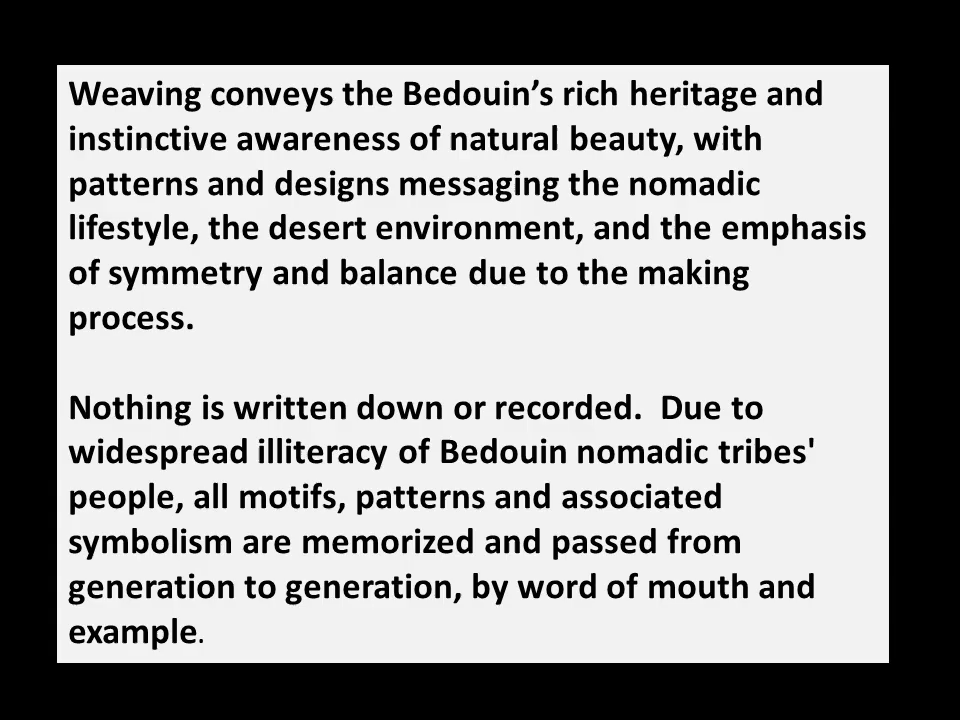 Weaving conveys the Bedouin’s rich heritage and
instinctive awareness of natural beauty, with
patterns and designs messaging the nomadic
lifestyle, the desert environment, and the emphasis
of symmetry and balance due to the making
process.
Nothing is written down or recorded.  Due to
widespread illiteracy of Bedouin nomadic tribes'
people, all motifs, patterns and associated
symbolism are memorized and passed from
generation to generation, by word of mouth and
example.